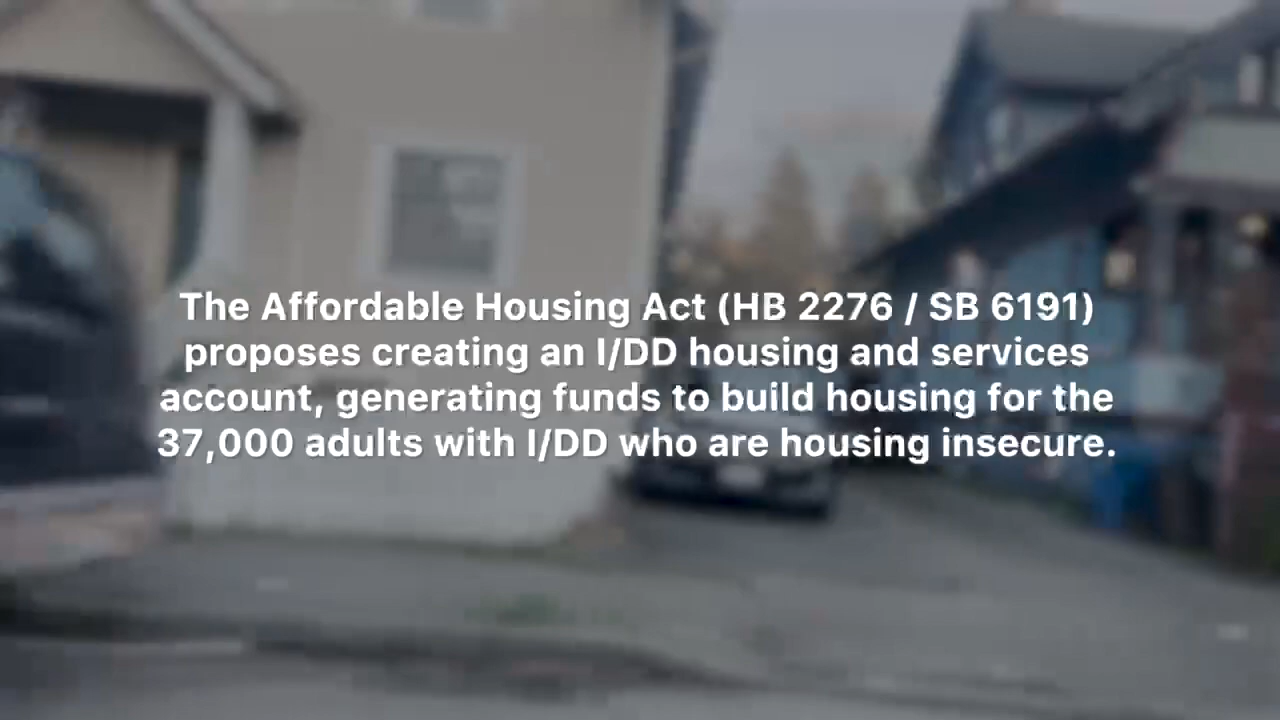 The Affordable Housing Act (HB 2276 / SB 6191)
proposes creating an I/DD housing and services
account, generating funds to build housing for the
37,000 adults with I/DD who are housing insecure.